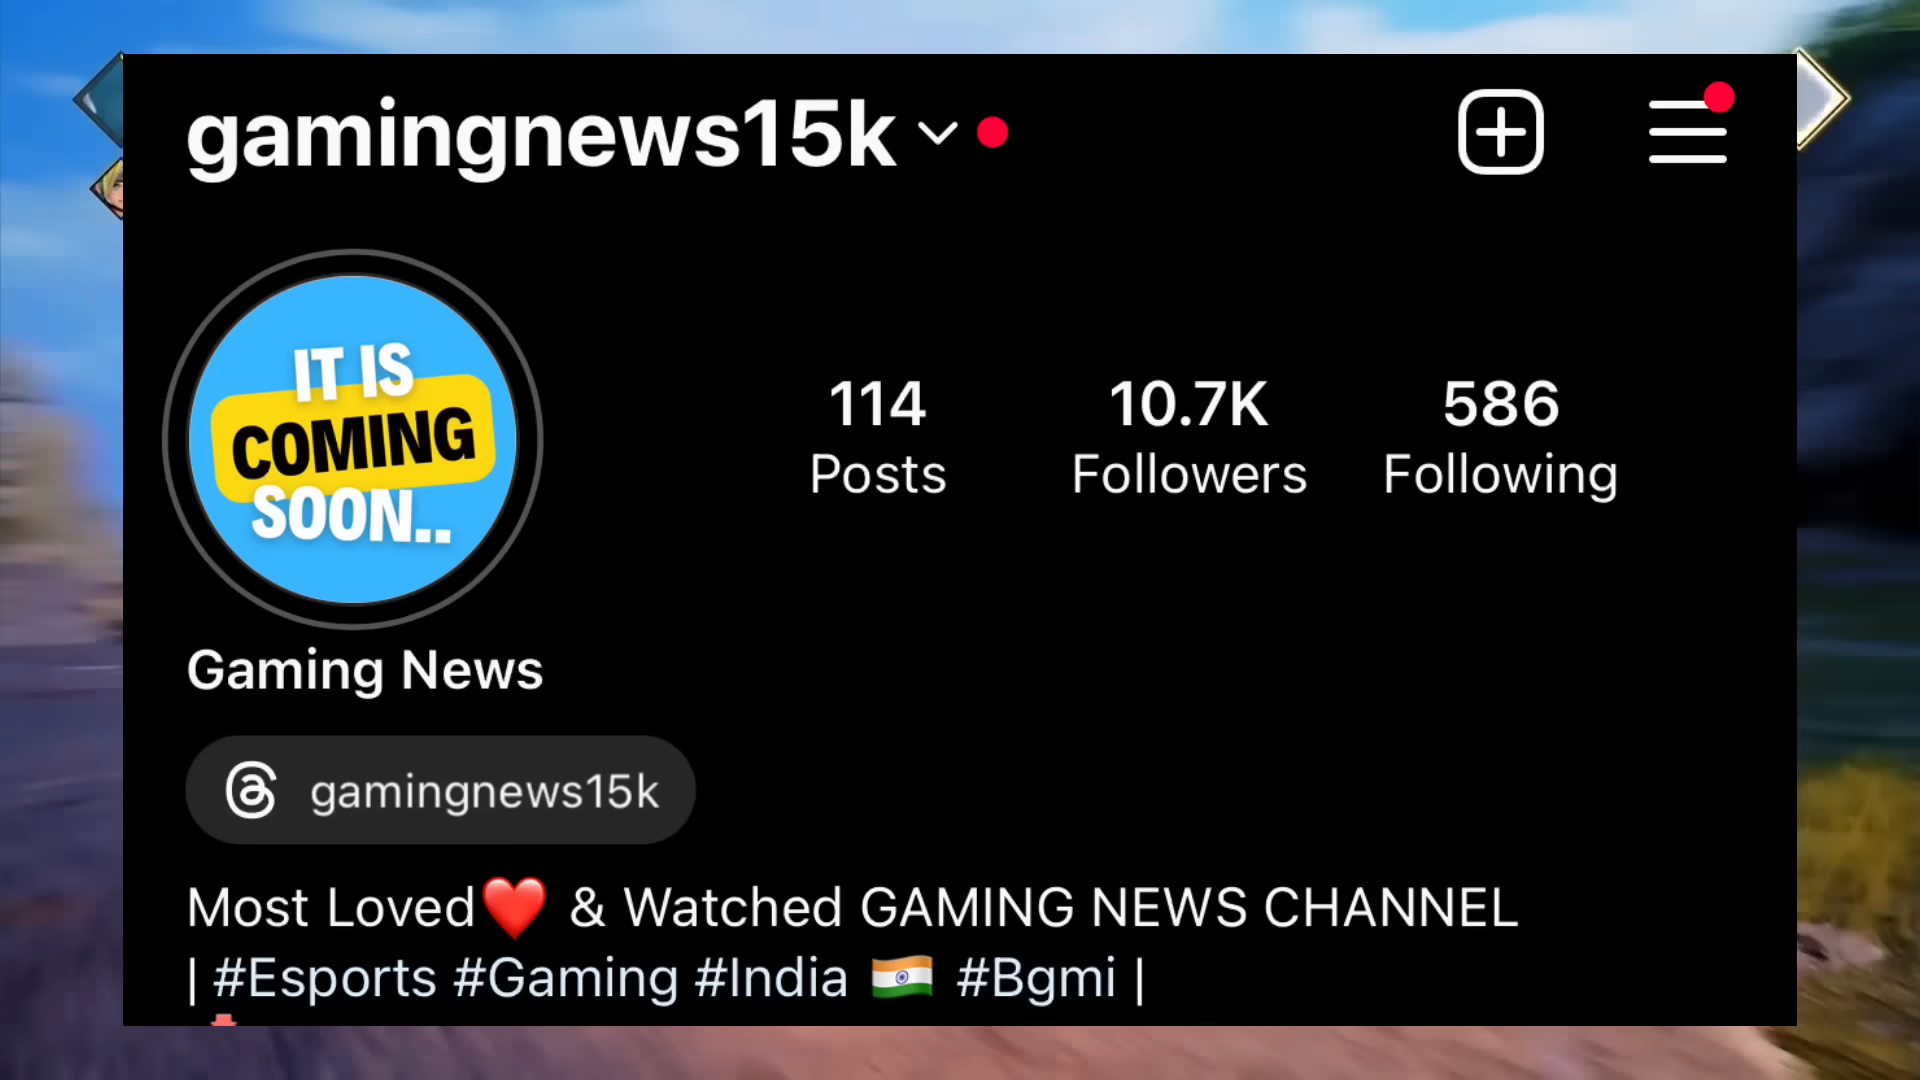 gamingnews15k
IT IS
COMING
SOON..
114
Posts
10.7K
Followers
586
Following
Gaming News
gamingnews15k
Most Loved❤️ & Watched GAMING NEWS CHANNEL
| #Esports #Gaming #India 🇮🇳 #Bgmi |